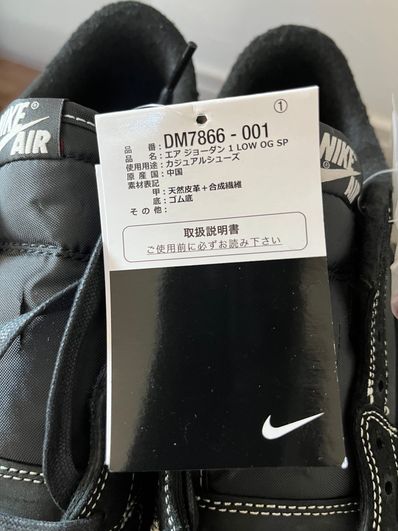 ①
品番：DM7866 - 001
品名：エア ジョーダン 1 LOW OG SP
使用用途：カジュアルシューズ
原産国：中国
素材表記
甲：天然皮革＋合成繊維
底：ゴム底
その他：
取扱説明書
ご使用前に必ずお読み下さい
NIKE
AIR
NIKE
AIR